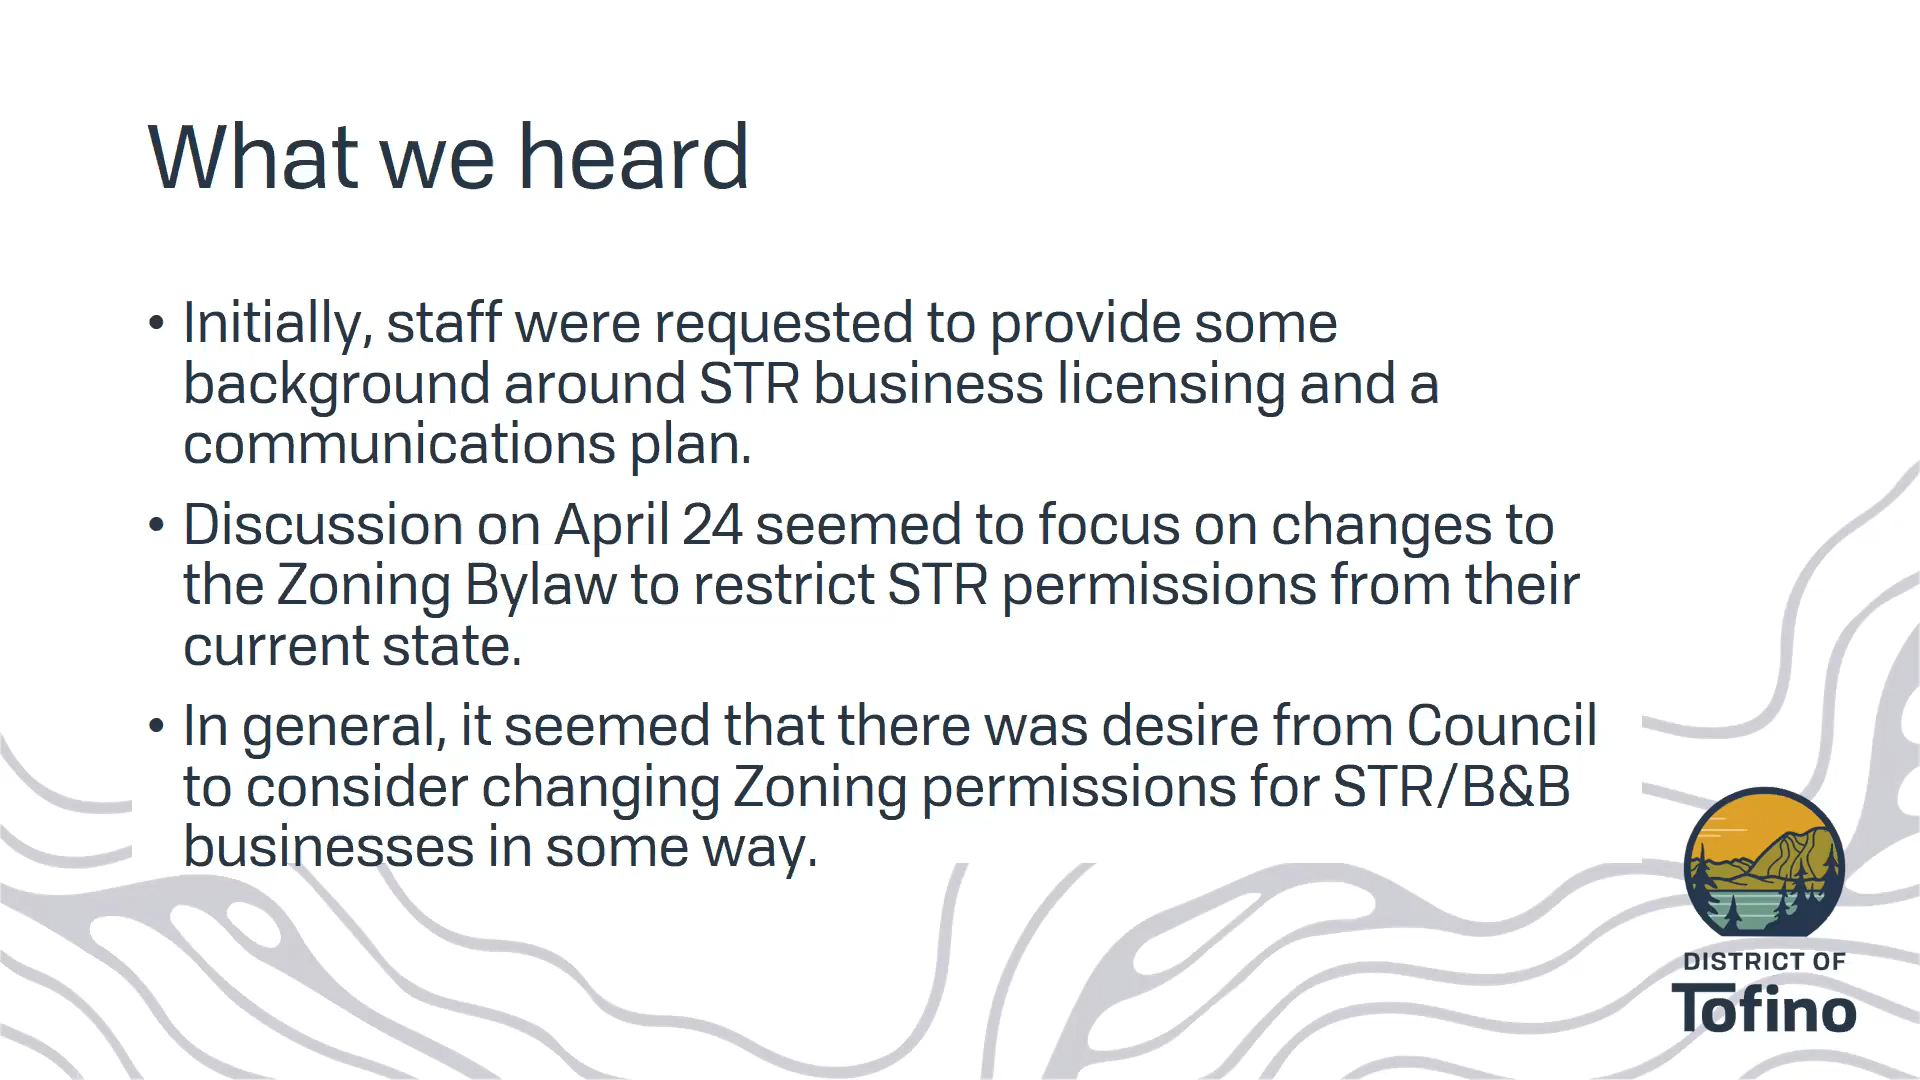 What we heard
• Initially, staff were requested to provide some
background around STR business licensing and a
communications plan.
• Discussion on April 24 seemed to focus on changes to
the Zoning Bylaw to restrict STR permissions from their
current state.
• In general, it seemed that there was desire from Council
to consider changing Zoning permissions for STR/B&B
businesses in some way.
DISTRICT OF
Tofino